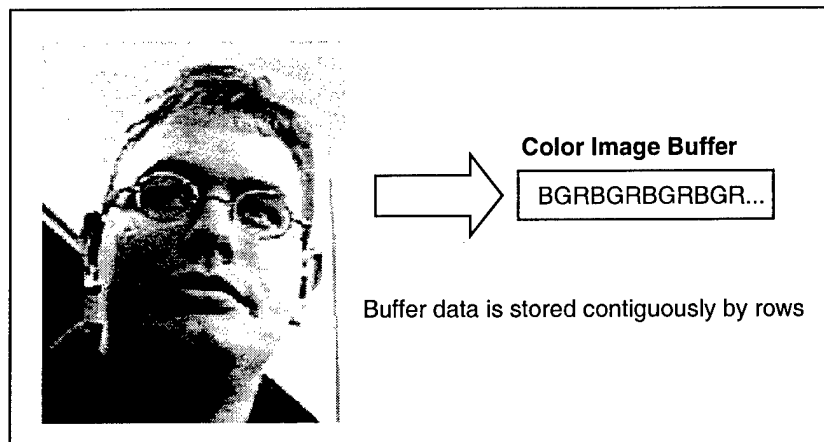 Color Image Buffer
BGRBGRBGRBGR...
Buffer data is stored contiguously by rows